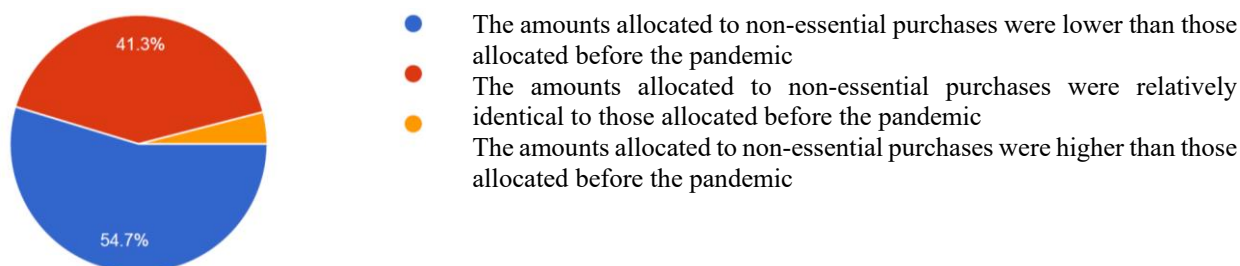 41.3%
54.7%
The amounts allocated to non-essential purchases were lower than those
allocated before the pandemic
The amounts allocated to non-essential purchases were relatively
identical to those allocated before the pandemic
The amounts allocated to non-essential purchases were higher than those
allocated before the pandemic